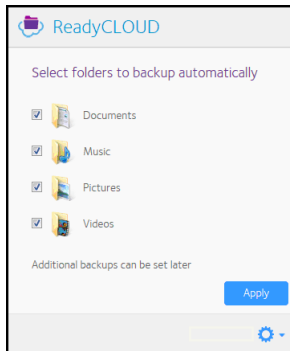 ReadyCLOUD
Select folders to backup automatically
Documents
Music
Pictures
Videos
Additional backups can be set later
Apply